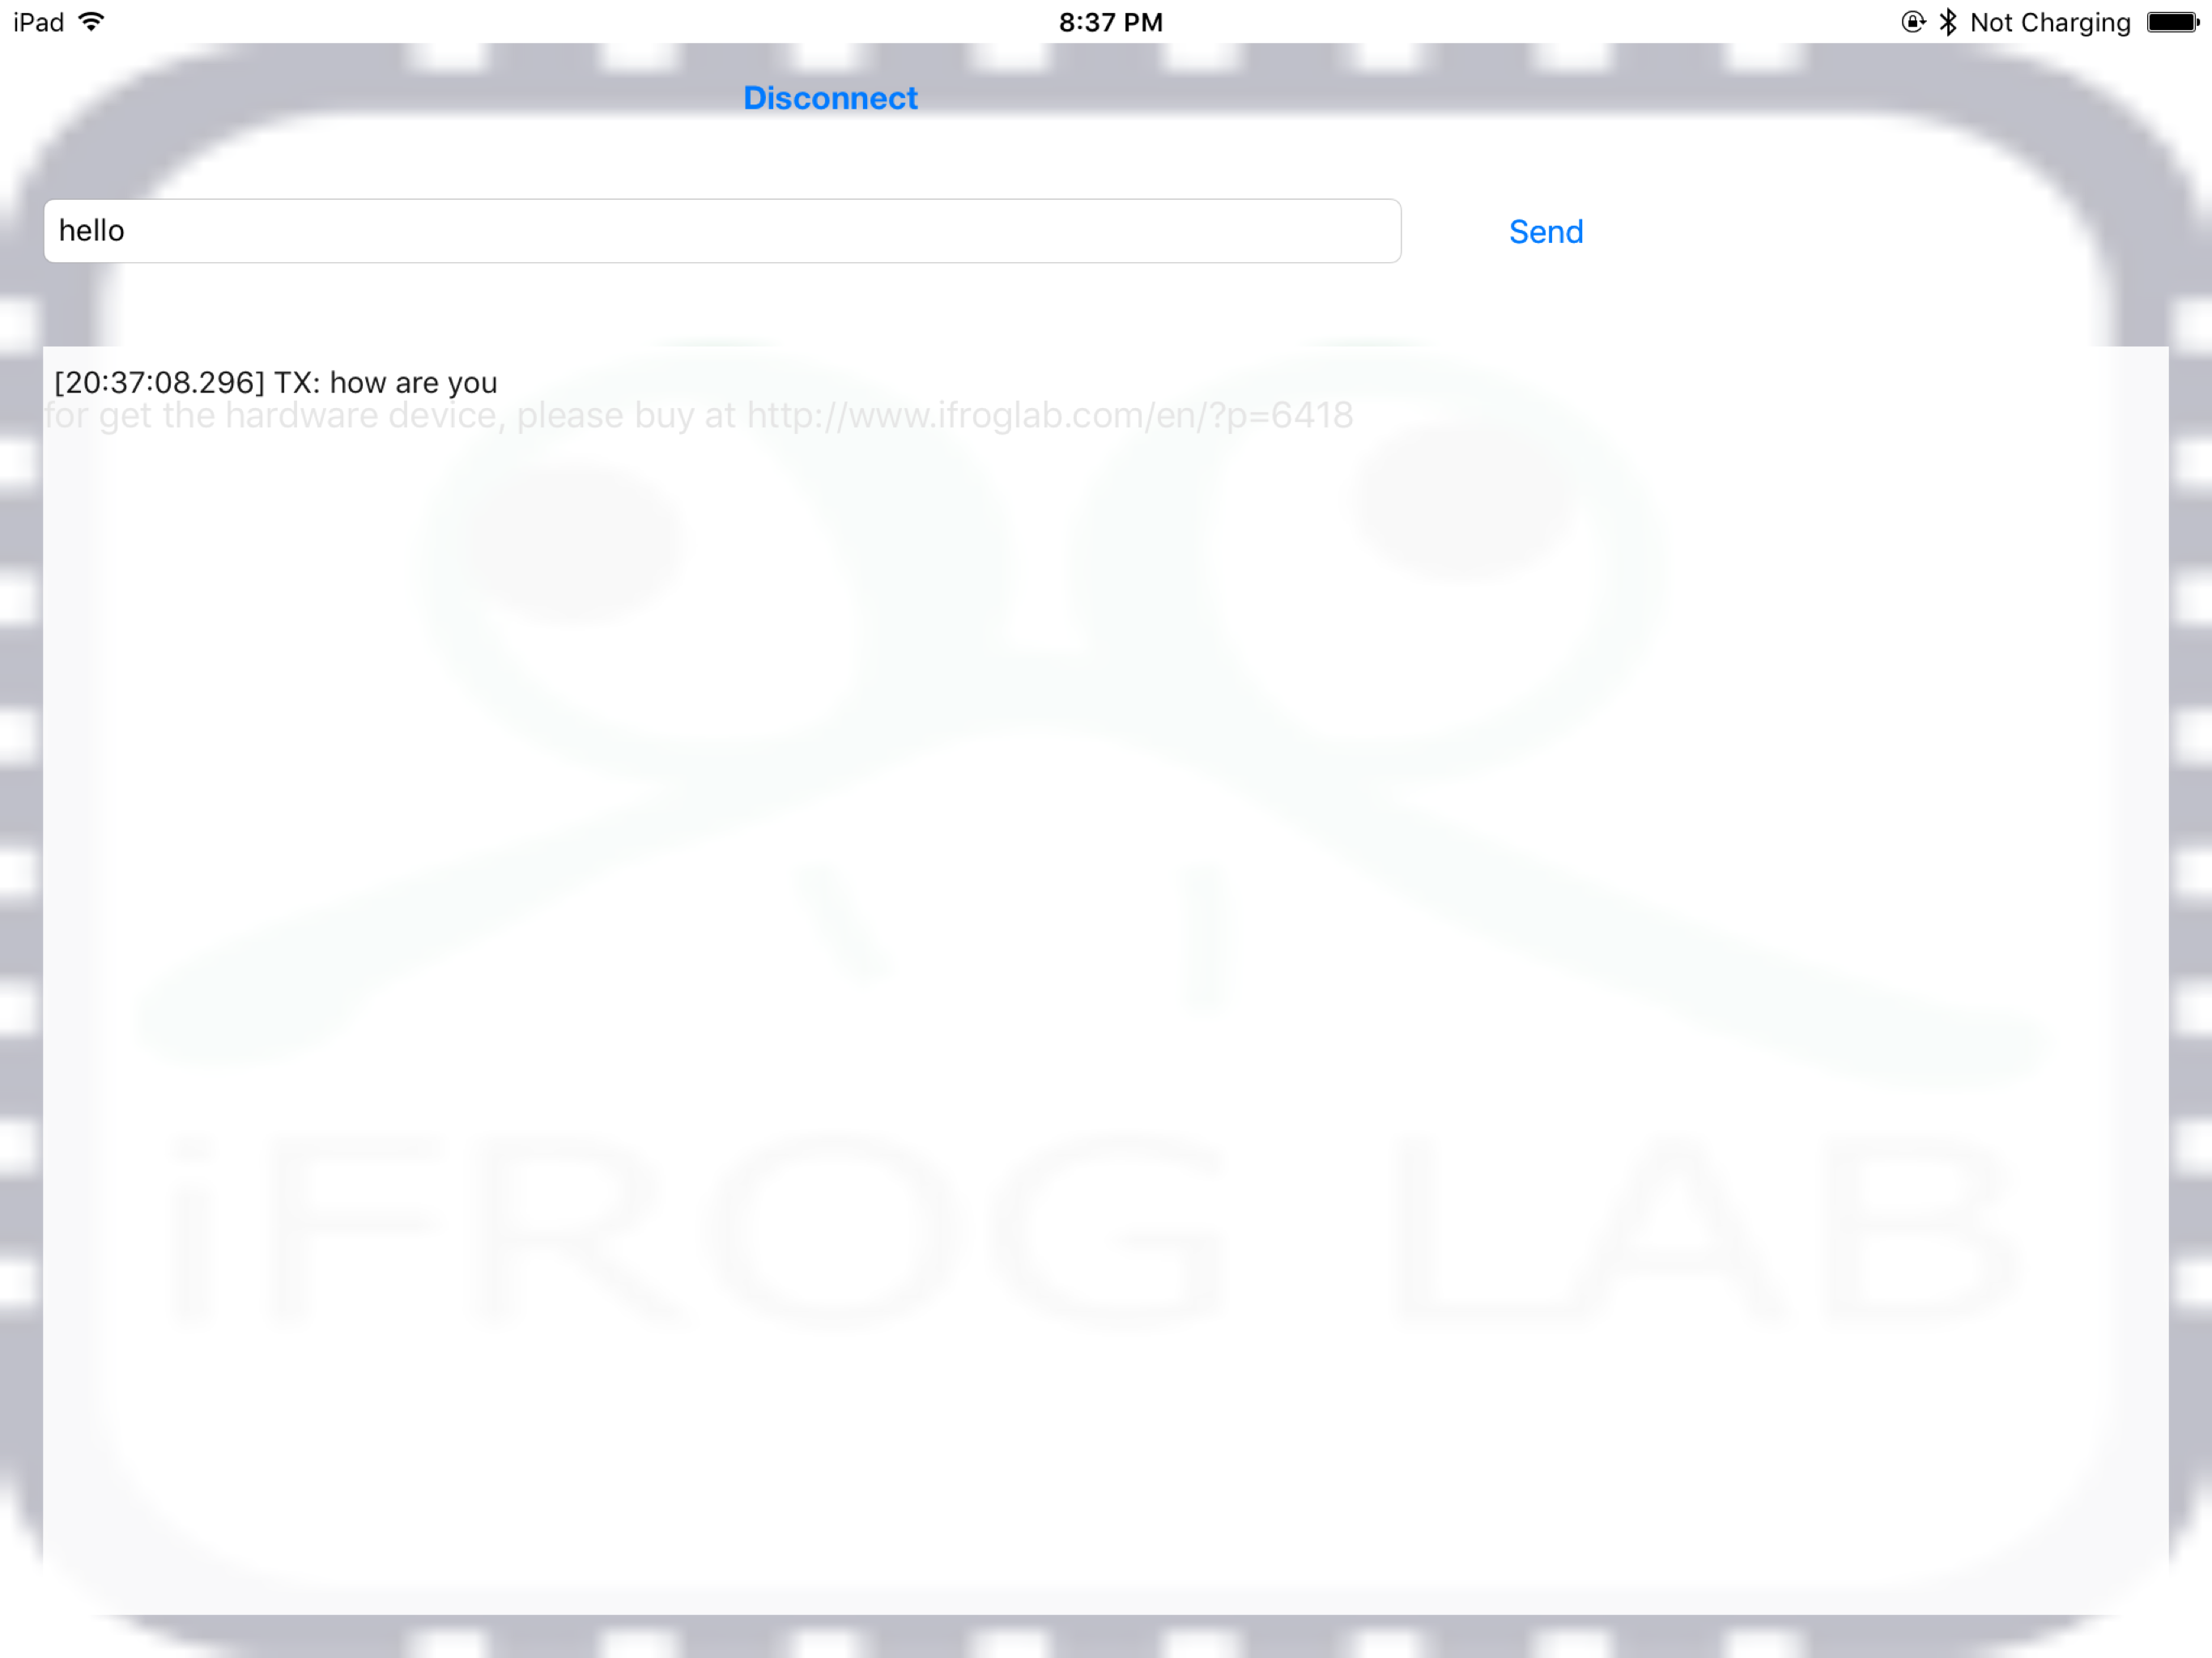 iPad 8:37 PM Not Charging
Disconnect
hello Send
[20:37:08.296] TX: how are you
for get the hardware device, please buy at http://www.ifroglab.com/en/?p=6418
iFROG LAB